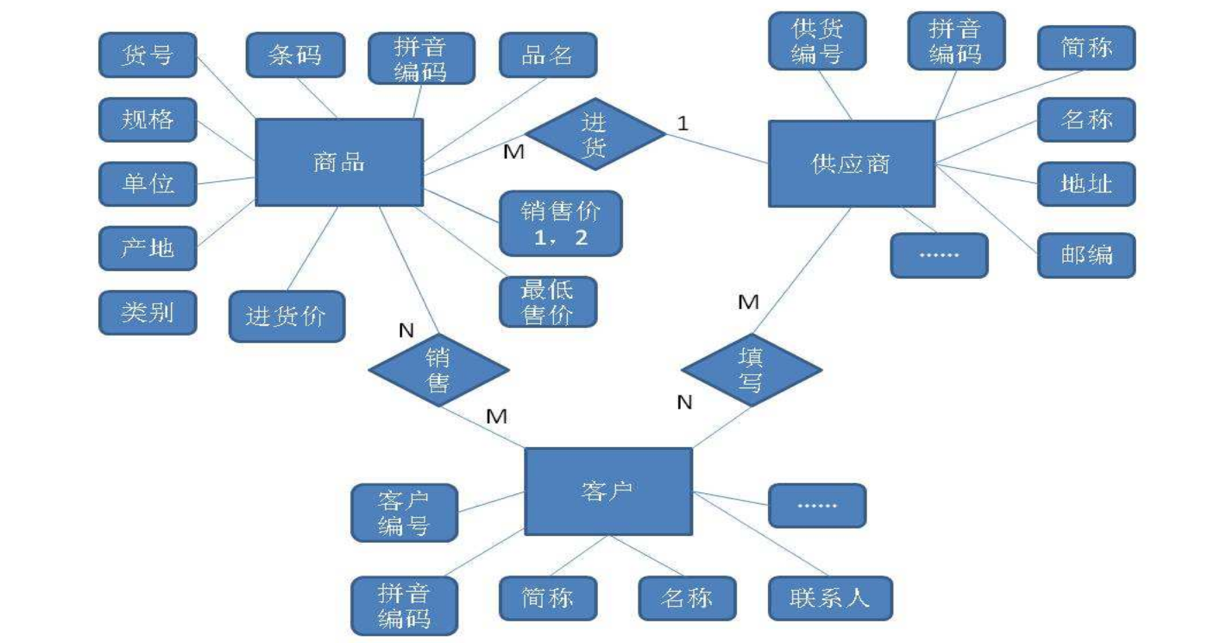 货号
条码
拼音
编码
品名
供货
编号
拼音
编码
简称
规格
商品
进
货
M
1
供应商
名称
单位
销售价
1，2
地址
产地
……
邮编
类别
进货价
最低
售价
N
销
售
M
M
填
写
N
客户
客户
编号
……
拼音
编码
简称
名称
联系人